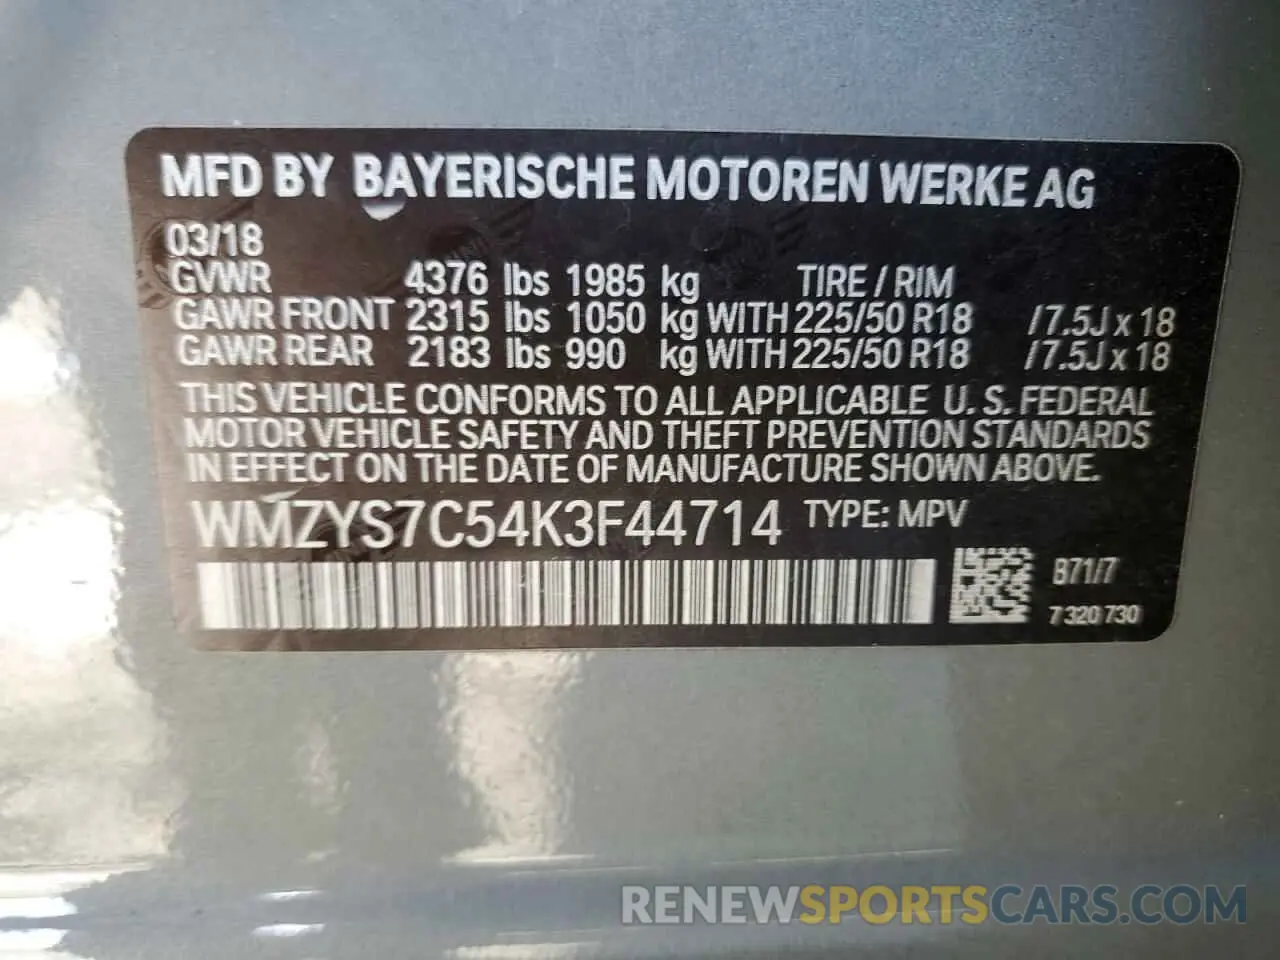 MFD BY BAYERISCHE MOTOREN WERKE AG
03/18
GVWR 4376 lbs 1985 kg TIRE / RIM
GAWR FRONT 2315 lbs 1050 kg WITH 225/50 R18 / 7.5J x 18
GAWR REAR 2183 lbs 990 kg WITH 225/50 R18 / 7.5J x 18
THIS VEHICLE CONFORMS TO ALL APPLICABLE U. S. FEDERAL
MOTOR VEHICLE SAFETY AND THEFT PREVENTION STANDARDS
IN EFFECT ON THE DATE OF MANUFACTURE SHOWN ABOVE.
WMZYS7C54K3F44714 TYPE: MPV
B71/7
7 320 730
RENEWSPORTSCARS.COM